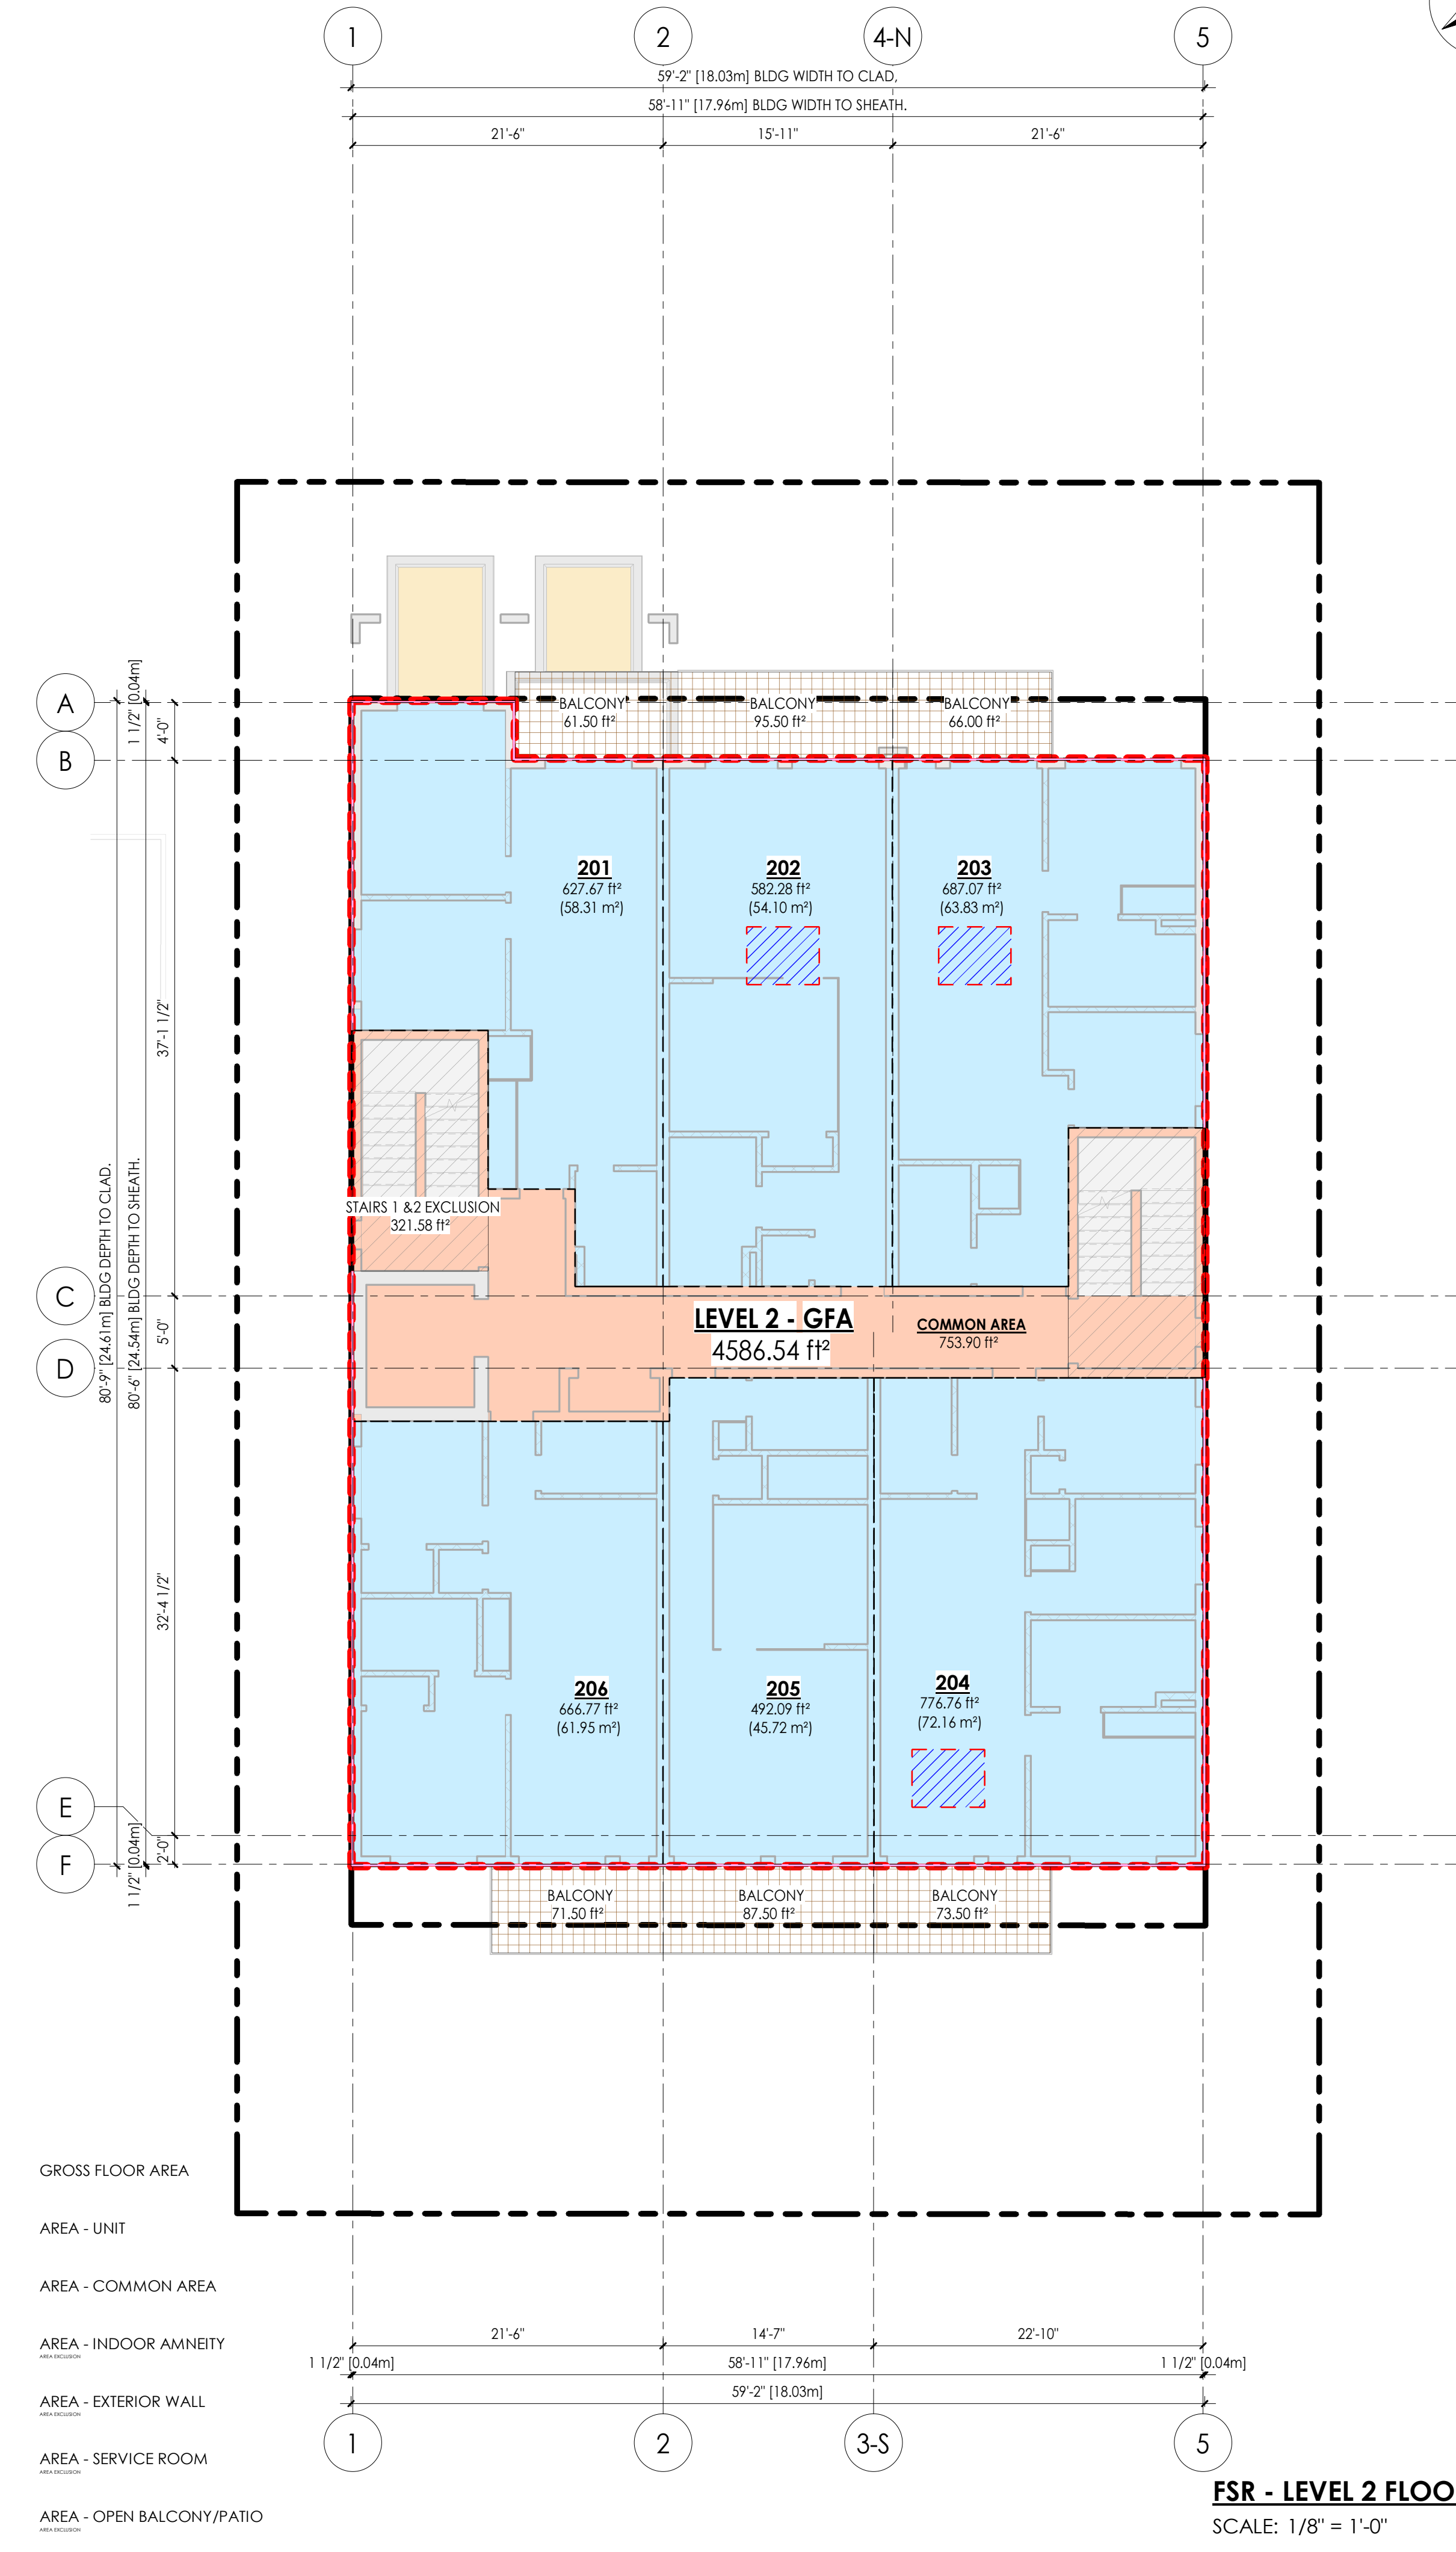 1
2
4-N
5
59'-2" [18.03m] BLDG WIDTH TO CLAD,
58'-11" [17.96m] BLDG WIDTH TO SHEATH.
21'-6"
15'-11"
21'-6"
A
B
C
D
E
F
1 1/2" [0.04m]
4'-0"
37'-1 1/2"
80'-9" [24.61m] BLDG DEPTH TO CLAD.
80'-6" [24.54m] BLDG DEPTH TO SHEATH.
5'-0"
32'-4 1/2"
1 1/2" [0.04m]
2'-0"
BALCONY
61.50 ft²
BALCONY
95.50 ft²
BALCONY
66.00 ft²
201
627.67 ft²
(58.31 m²)
202
582.28 ft²
(54.10 m²)
203
687.07 ft²
(63.83 m²)
STAIRS 1 &2 EXCLUSION
321.58 ft²
LEVEL 2 - GFA
4586.54 ft²
COMMON AREA
753.90 ft²
206
666.77 ft²
(61.95 m²)
205
492.09 ft²
(45.72 m²)
204
776.76 ft²
(72.16 m²)
BALCONY
71.50 ft²
BALCONY
87.50 ft²
BALCONY
73.50 ft²
GROSS FLOOR AREA
AREA - UNIT
AREA - COMMON AREA
AREA - INDOOR AMNEITY
AREA EXCLUSION
AREA - EXTERIOR WALL
AREA EXCLUSION
AREA - SERVICE ROOM
AREA EXCLUSION
AREA - OPEN BALCONY/PATIO
AREA EXCLUSION
21'-6"
14'-7"
22'-10"
1 1/2" [0.04m]
58'-11" [17.96m]
1 1/2" [0.04m]
59'-2" [18.03m]
1
2
3-S
5
FSR - LEVEL 2 FLOO
SCALE: 1/8" = 1'-0"